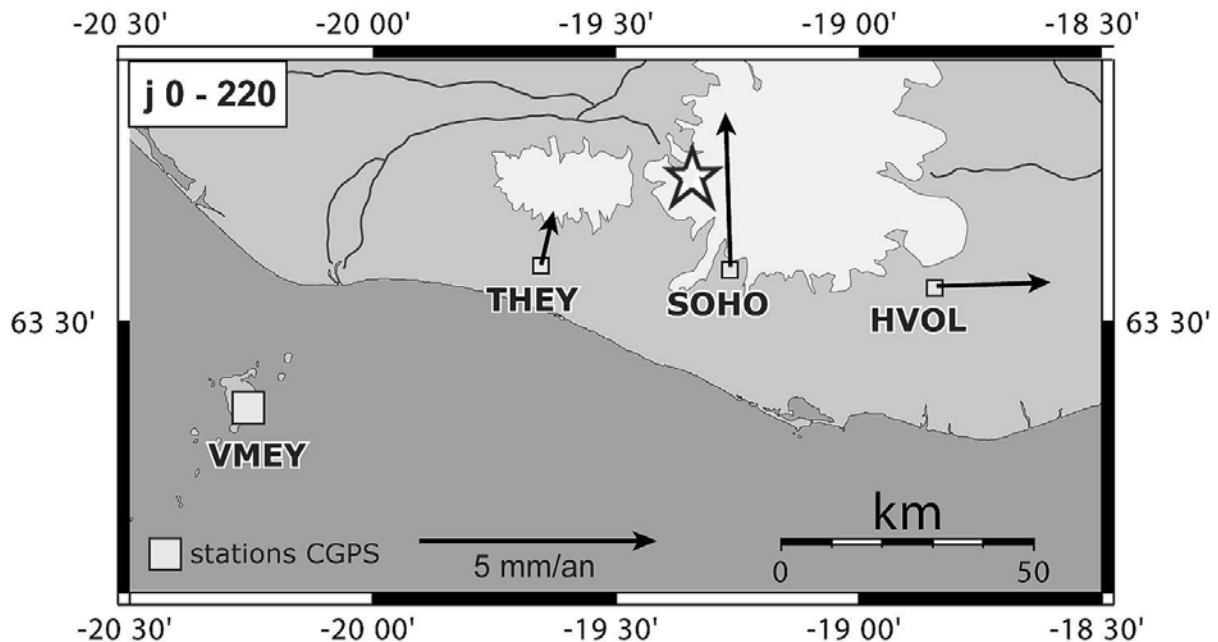 -20 30' -20 00' -19 30' -19 00' -18 30'
j 0 - 220
THEY SOHO HVOL
63 30' 63 30'
VMEY
km
stations CGPS
5 mm/an
0 50
-20 30' -20 00' -19 30' -19 00' -18 30'